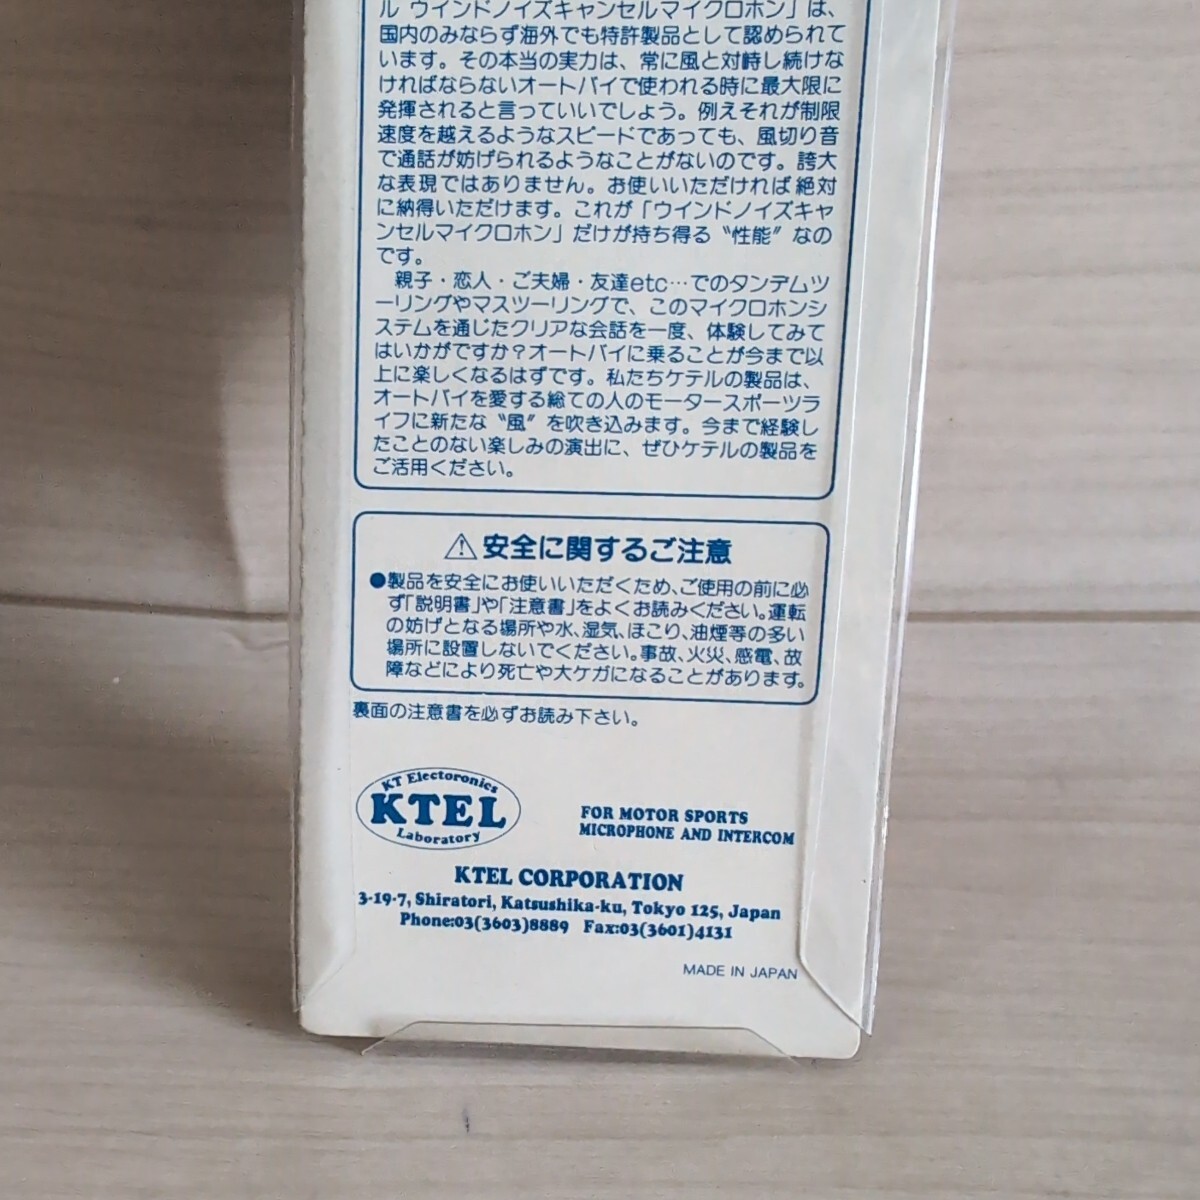 ル ウインドノイズキャンセルマイクロホン」は、
国内のみならず海外でも特許製品として認められて
います。その本当の実力は、常に風と対峙し続けな
ければならないオートバイで使われる時に最大限に
発揮されると言っていいでしょう。例えそれが制限
速度を越えるようなスピードであっても、風切り音
で通話が妨げられるようなことがないのです。誇大
な表現ではありません。お使いいただければ絶対
に納得いただけます。これが「ウインドノイズキャ
ンセルマイクロホン」だけが持ち得る〝性能〟なの
です。
親子・恋人・ご夫婦・友達etc…でのタンデムツ
ーリングやマスツーリングで、このマイクロホンシ
ステムを通じたクリアな会話を一度、体験してみて
はいかがですか?オートバイに乗ることが今まで以
上に楽しくなるはずです。私たちケテルの製品は、
オートバイを愛する総ての人のモータースポーツラ
イフに新たな〝風〟を吹き込みます。今まで経験し
たことのない楽しみの演出に、ぜひケテルの製品を
ご活用ください。
⚠安全に関するご注意
●製品を安全にお使いいただくため、ご使用の前に必
ず「説明書」や「注意書」をよくお読みください。運転
の妨げとなる場所や水、湿気、ほこり、油煙等の多い
場所に設置しないでください。事故、火災、感電、故
障などにより死亡や大ケガになることがあります。
裏面の注意書を必ずお読み下さい。
KT Electoronics
KTEL
Laboratory
FOR MOTOR SPORTS
MICROPHONE AND INTERCOM
KTEL CORPORATION
3-19-7, Shiratori, Katsushika-ku, Tokyo 125, Japan
Phone:03(3603)8889 Fax:03(3601)4131
MADE IN JAPAN